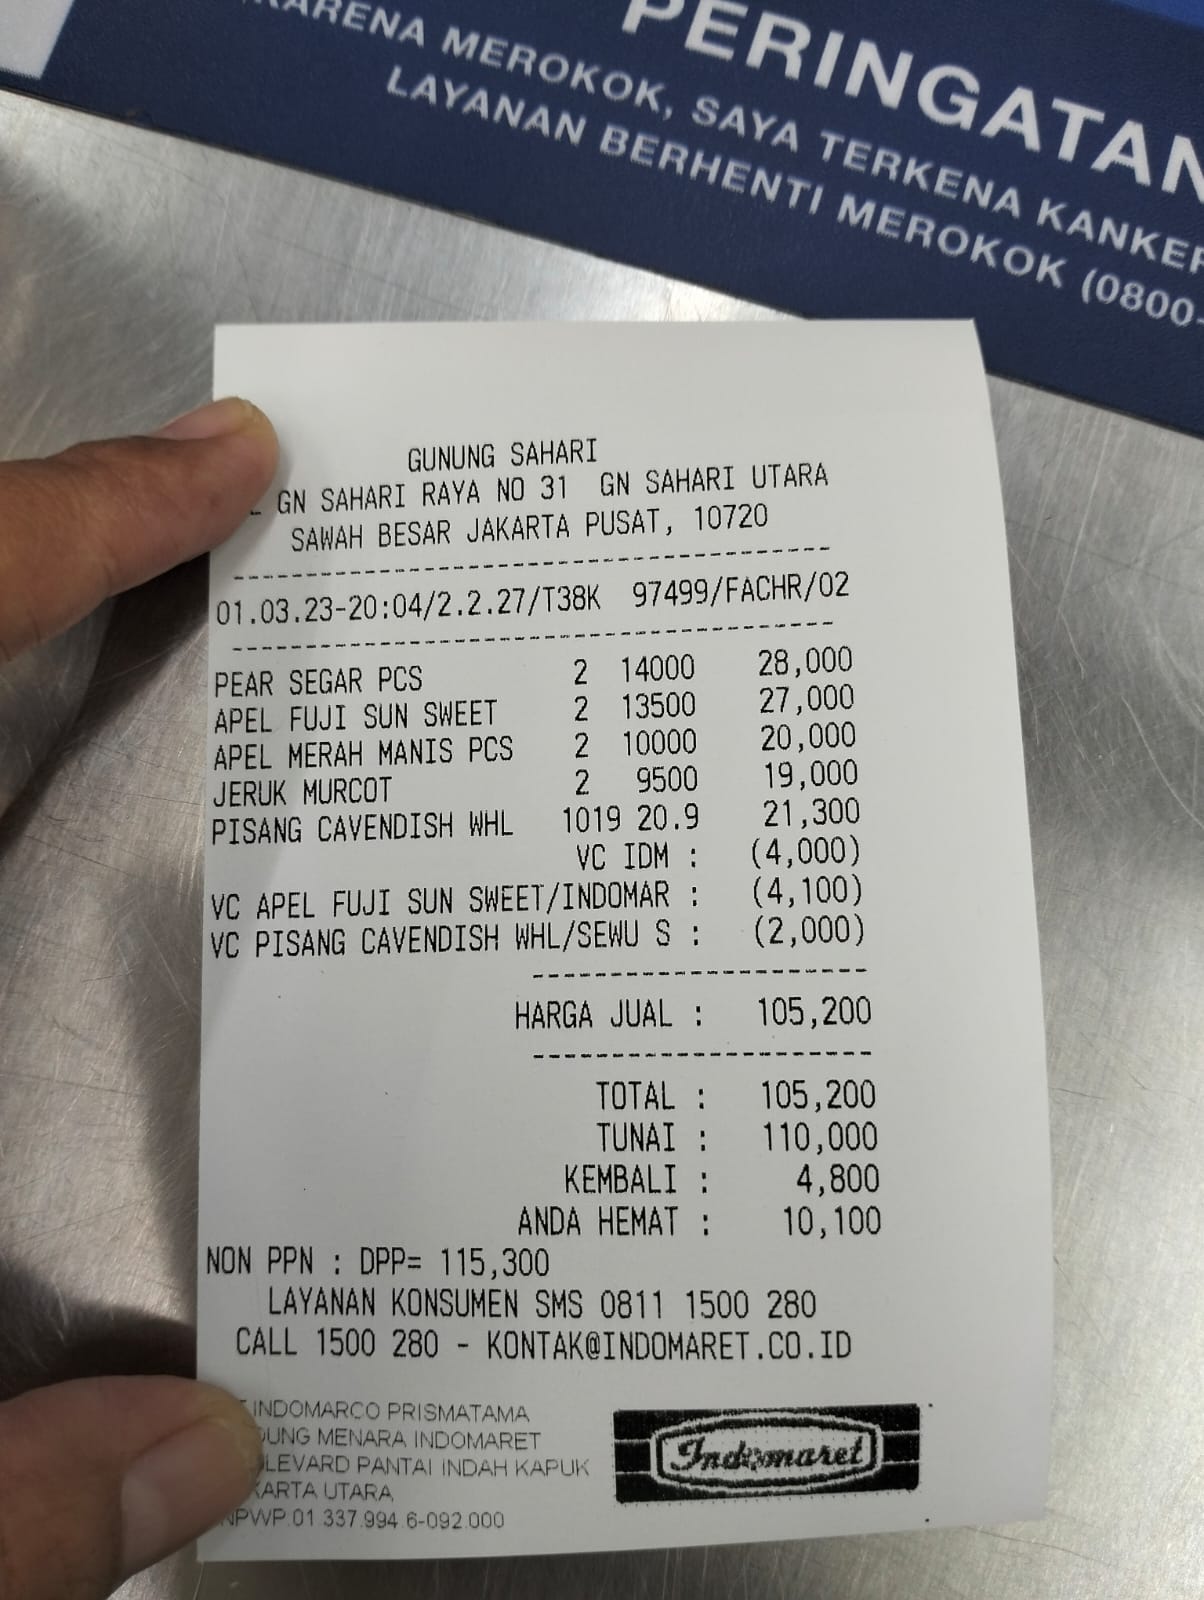 PERINGATAN
KARENA MEROKOK, SAYA TERKENA KANKER
LAYANAN BERHENTI MEROKOK (0800-
GUNUNG SAHARI
GN SAHARI RAYA NO 31 GN SAHARI UTARA
SAWAH BESAR JAKARTA PUSAT, 10720
01.03.23-20:04/2.2.27/T38K 97499/FACHR/02
PEAR SEGAR PCS 2 14000 28,000
APEL FUJI SUN SWEET 2 13500 27,000
APEL MERAH MANIS PCS 2 10000 20,000
JERUK MURCOT 2 9500 19,000
PISANG CAVENDISH WHL 1019 20.9 21,300
VC IDM : (4,000)
VC APEL FUJI SUN SWEET/INDOMAR : (4,100)
VC PISANG CAVENDISH WHL/SEWU S : (2,000)
HARGA JUAL : 105,200
TOTAL : 105,200
TUNAI : 110,000
KEMBALI : 4,800
ANDA HEMAT : 10,100
NON PPN : DPP= 115,300
LAYANAN KONSUMEN SMS 0811 1500 280
CALL 1500 280 - KONTAK@INDOMARET.CO.ID
INDOMARCO PRISMATAMA
UNG MENARA INDOMARET
LEVARD PANTAI INDAH KAPUK
KARTA UTARA
NPWP.01 337.994.6-092.000
Indomaret